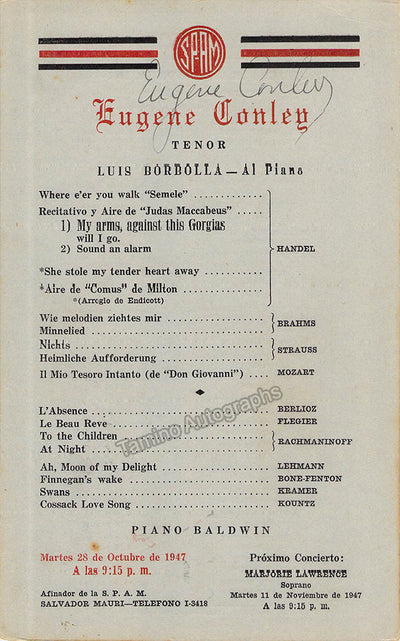 SPAM
Eugene Conley
Eugene Conley
TENOR
LUIS BORBOLLA — Al Piano
Where e'er you walk "Semele" .............
Recitativo y Aire de "Judas Maccabeus" .....
1) My arms, against this Gorgias
will I go.
2) Sound an alarm
HANDEL
*She stole my tender heart away ...........
*Aire de "Comus" de Milton ...............
*(Arreglo de Endicott)
Wie melodien ziehtes mir ..................
Minnelied ..................................
BRAHMS
Nichts ......................................
Heimliche Aufforderung ....................
STRAUSS
Il Mio Tesoro Intanto (de "Don Giovanni") .... MOZART
L'Absence .................................. BERLIOZ
Le Beau Reve ............................... FLEGIER
To the Children ............................
At Night ...................................
RACHMANINOFF
Ah, Moon of my Delight .................... LEHMANN
Finnegan's wake ............................ BONE-FENTON
Swans ...................................... KRAMER
Cossack Love Song ......................... KOUNTZ
Tamino Autographs
PIANO BALDWIN
Martes 28 de Octubre de 1947
A las 9:15 p. m.
Afinador de la S. P. A. M.
SALVADOR MAURI—TELEFONO I-3418
Próximo Concierto:
MARJORIE LAWRENCE
Soprano
Martes 11 de Noviembre de 1947
A las 9:15 p. m.